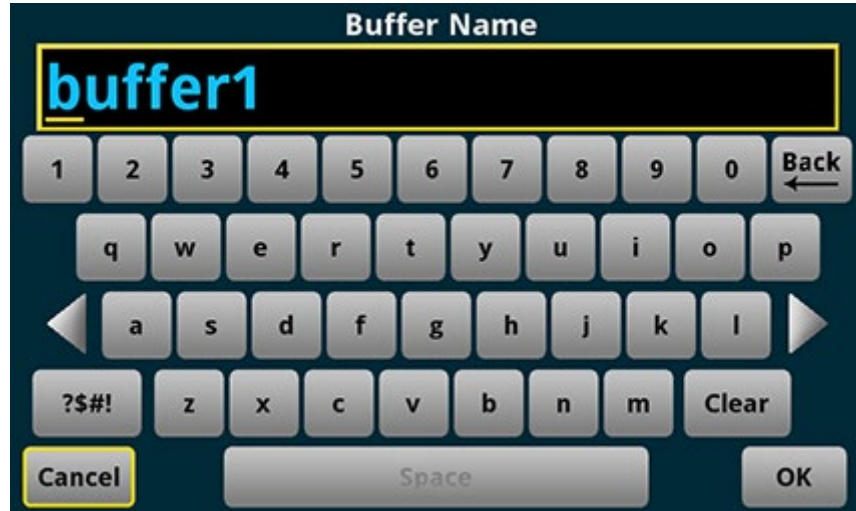 Buffer Name
buffer1
1 2 3 4 5 6 7 8 9 0 Back
q w e r t y u i o p
a s d f g h j k l
?$#! z x c v b n m Clear
Cancel Space OK